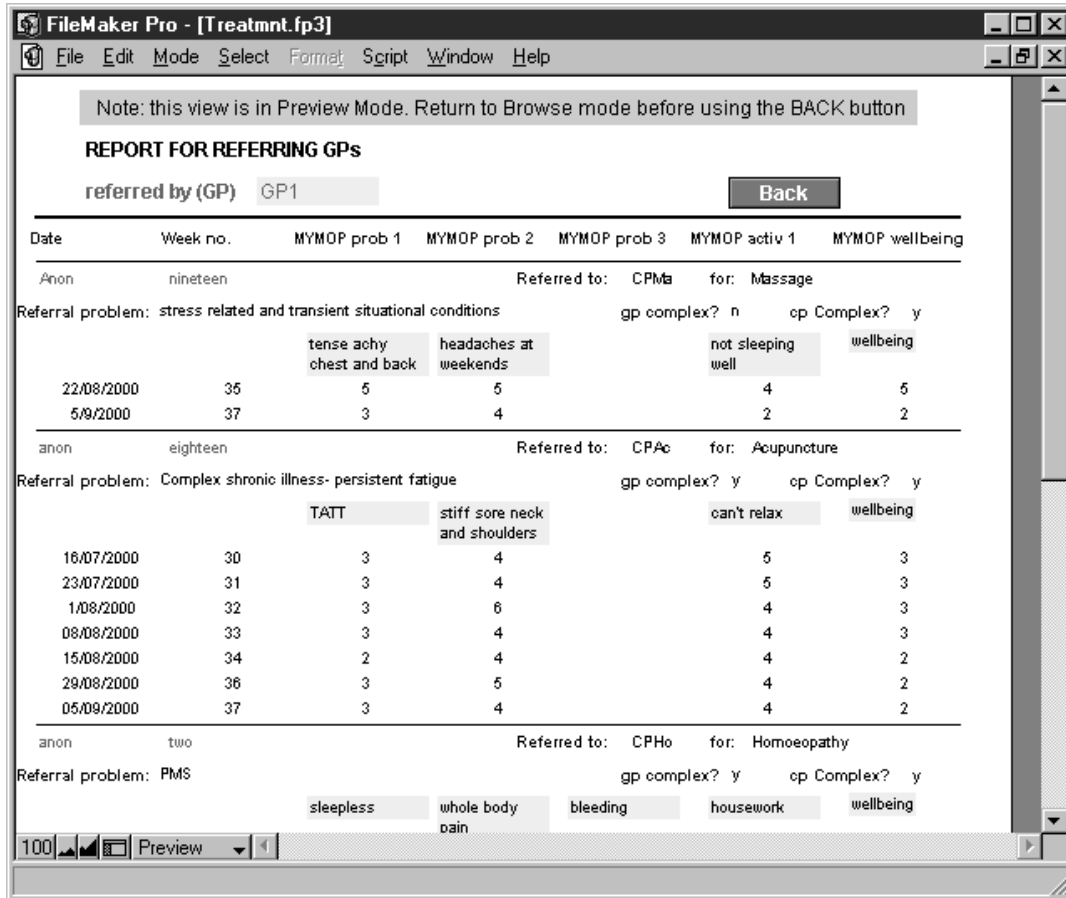 FileMaker Pro - [Treatmnt.fp3]
File Edit Mode Select Format Script Window Help
Note: this view is in Preview Mode. Return to Browse mode before using the BACK button
REPORT FOR REFERRING GPs
referred by (GP) GP1 Back
Date Week no. MYMOP prob 1 MYMOP prob 2 MYMOP prob 3 MYMOP activ 1 MYMOP wellbeing
Anon nineteen Referred to: CPMa for: Massage
Referral problem: stress related and transient situational conditions gp complex? n cp Complex? y
tense achy headaches at not sleeping wellbeing
chest and back weekends well
22/08/2000 35 5 5 4 5
5/9/2000 37 3 4 2 2
anon eighteen Referred to: CPAc for: Acupuncture
Referral problem: Complex shronic illness- persistent fatigue gp complex? y cp Complex? y
TATT stiff sore neck can't relax wellbeing
and shoulders
16/07/2000 30 3 4 5 3
23/07/2000 31 3 4 5 3
1/08/2000 32 3 6 4 3
08/08/2000 33 3 4 4 3
15/08/2000 34 2 4 4 2
29/08/2000 36 3 5 4 2
05/09/2000 37 3 4 4 2
anon two Referred to: CPHo for: Homoeopathy
Referral problem: PMS gp complex? y cp Complex? y
sleepless whole body bleeding housework wellbeing
pain
100 Preview